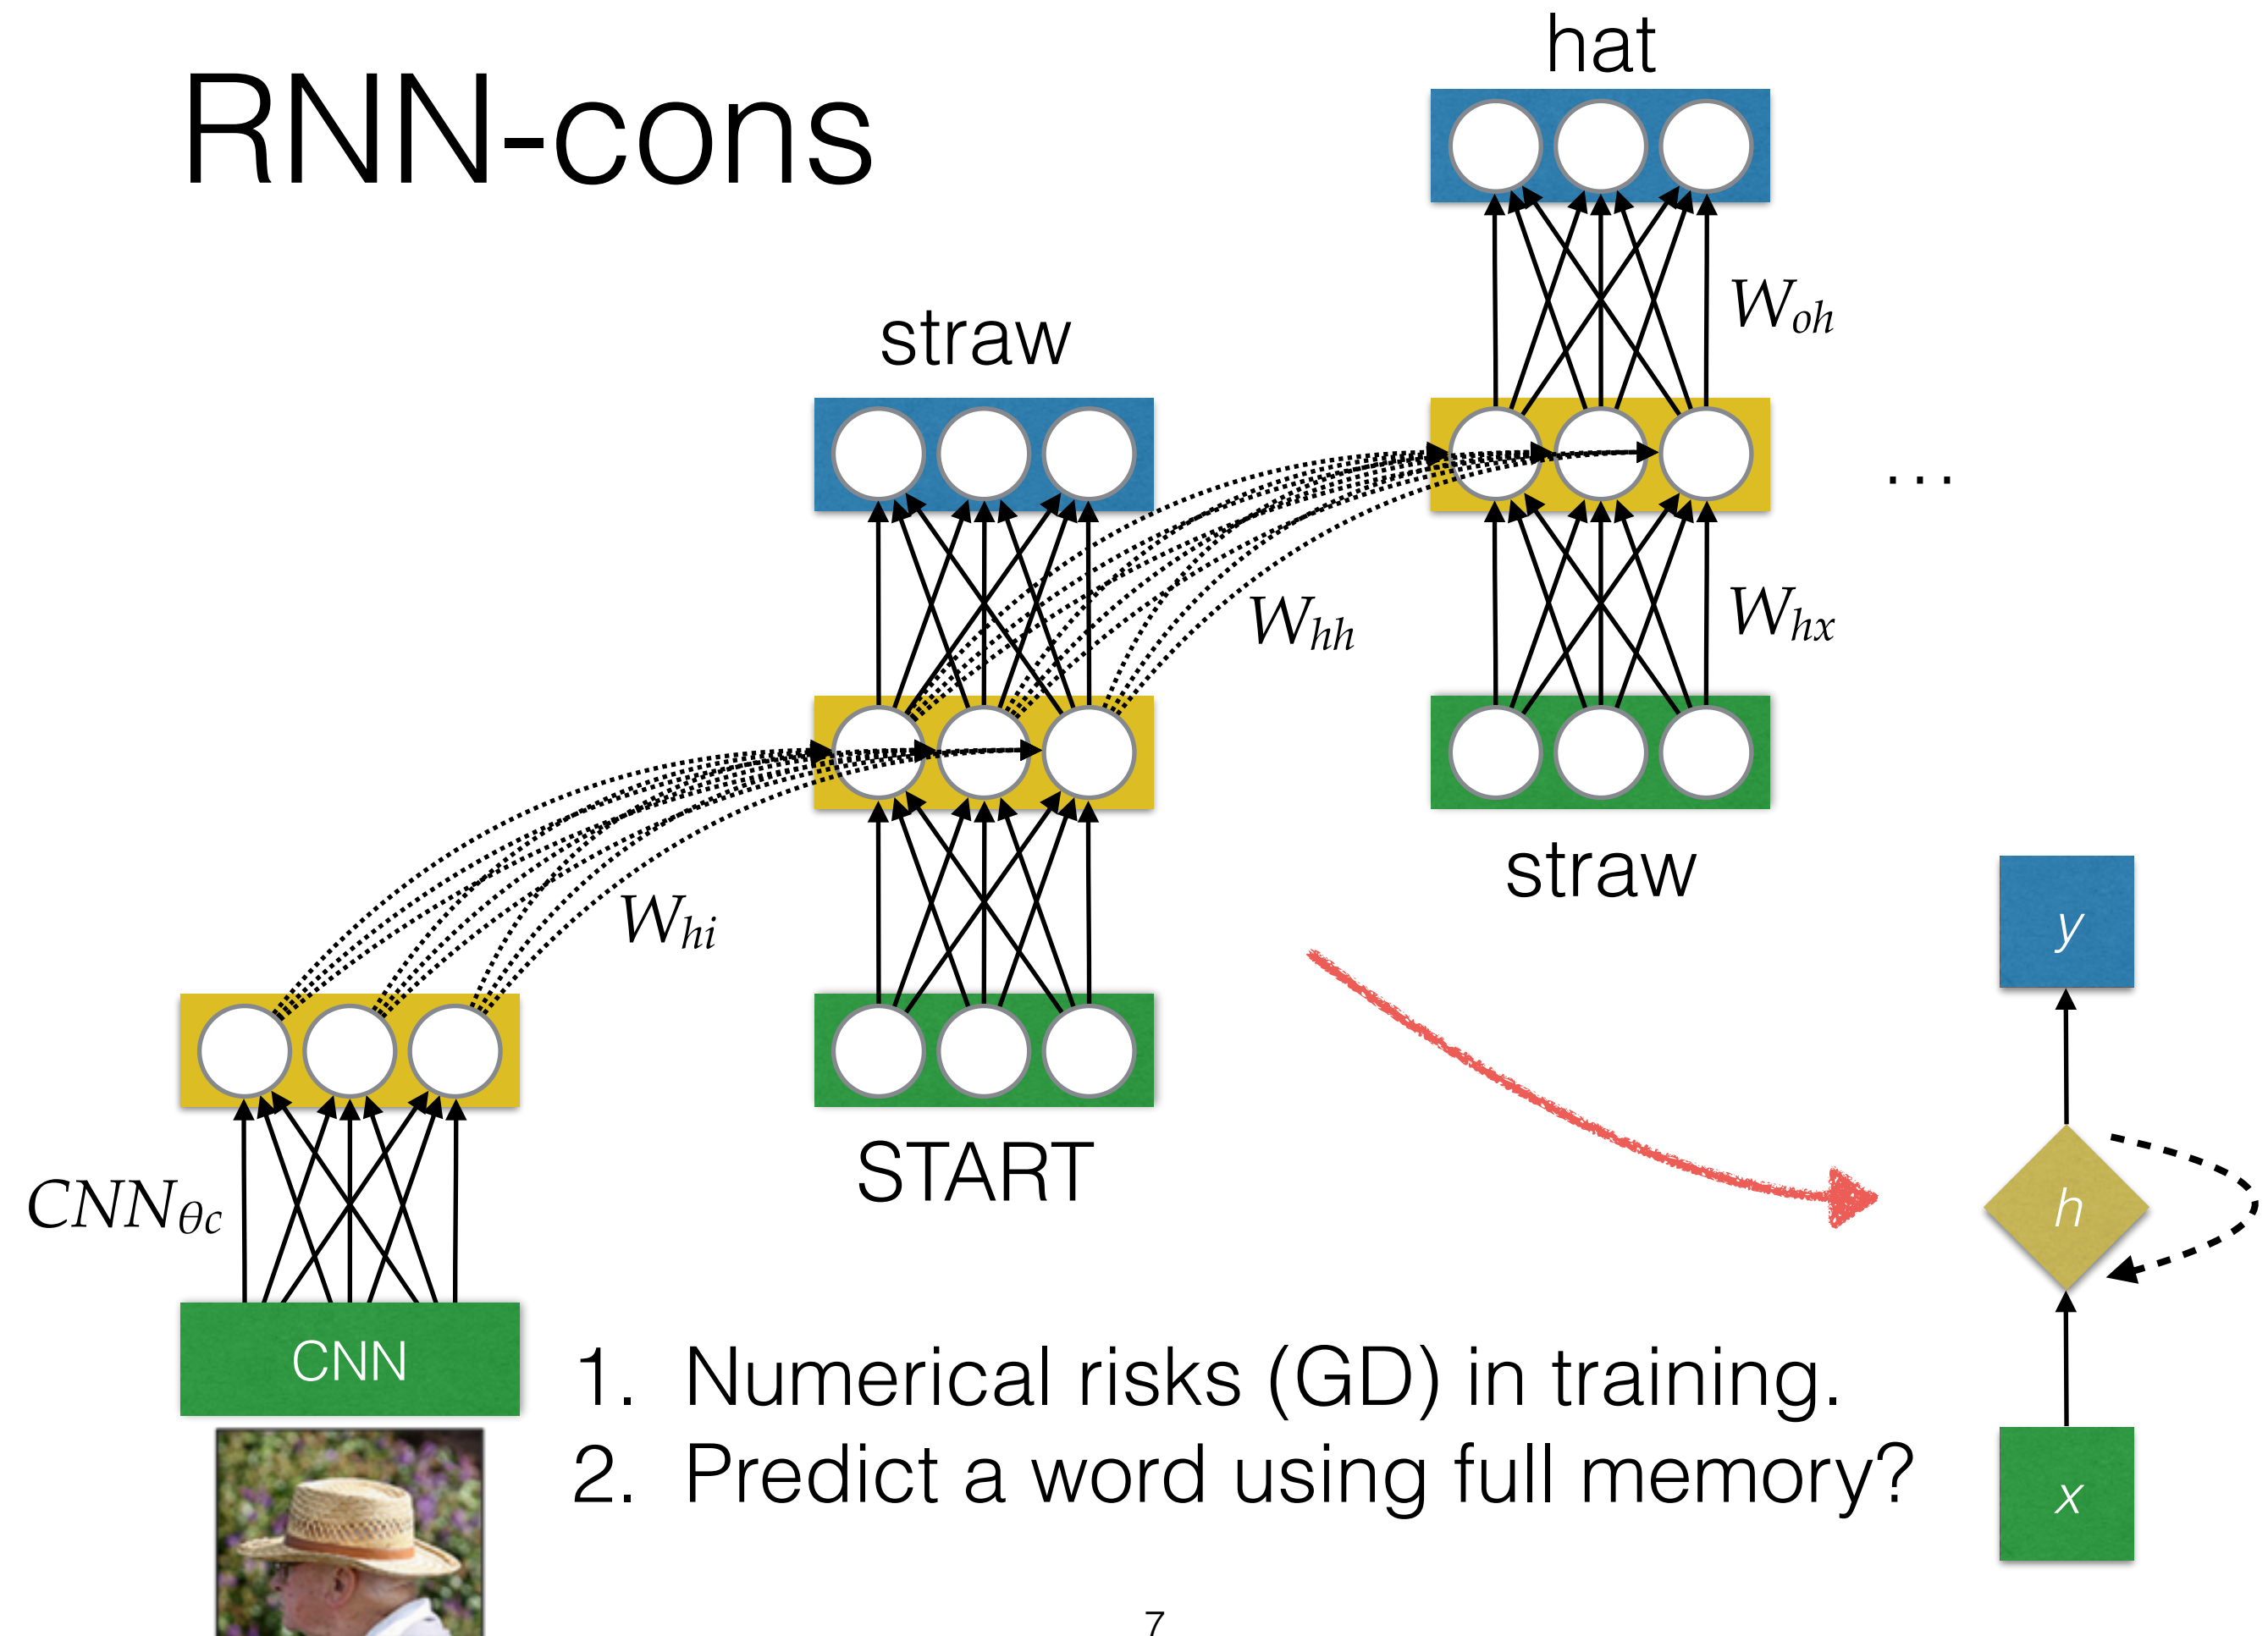 RNN-cons
hat
W_oh
straw
...
W_hh
W_hx
straw
W_hi
START
CNN_θc
CNN
y
h
x
1. Numerical risks (GD) in training.
2. Predict a word using full memory?
7